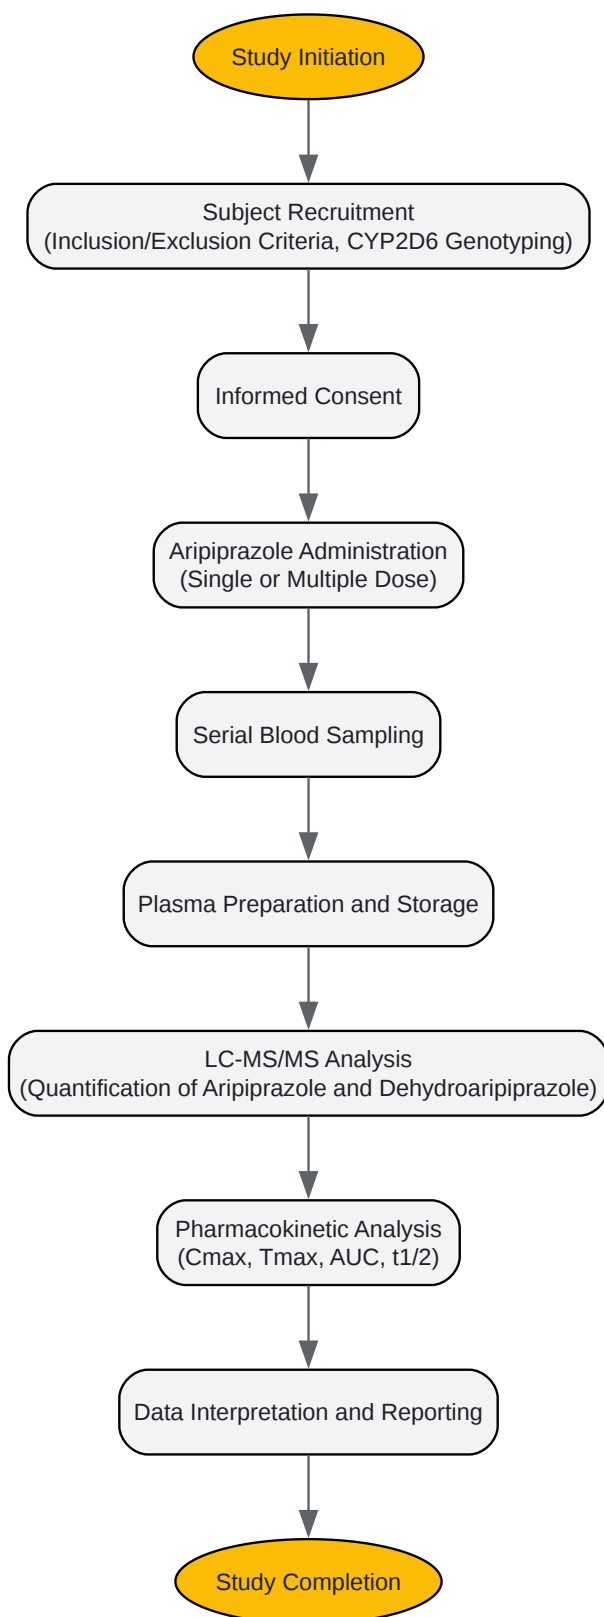 Study Initiation
Subject Recruitment
(Inclusion/Exclusion Criteria, CYP2D6 Genotyping)
Informed Consent
Aripiprazole Administration
(Single or Multiple Dose)
Serial Blood Sampling
Plasma Preparation and Storage
LC-MS/MS Analysis
(Quantification of Aripiprazole and Dehydroaripiprazole)
Pharmacokinetic Analysis
(Cmax, Tmax, AUC, t1/2)
Data Interpretation and Reporting
Study Completion